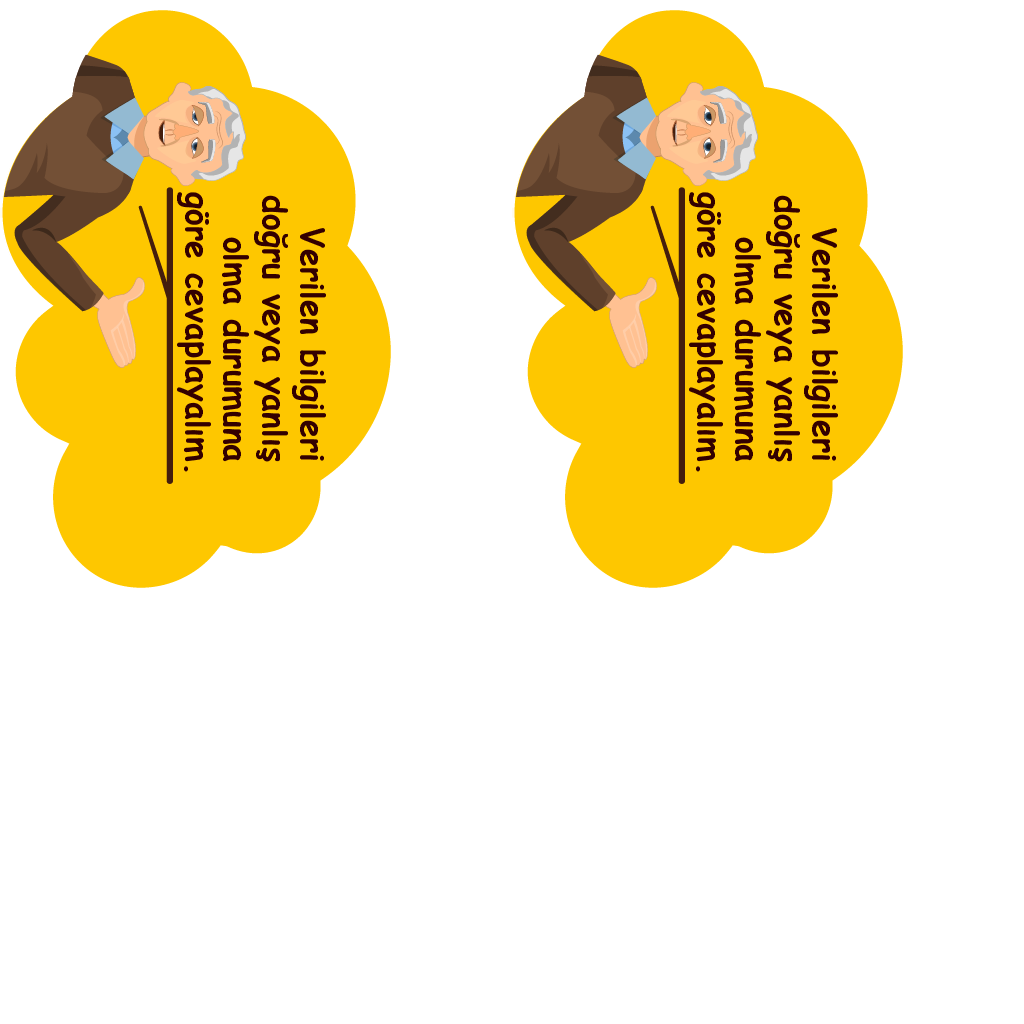 Verilen bilgileri
doğru veya yanlış
olma durumuna
göre cevaplayalım.
Verilen bilgileri
doğru veya yanlış
olma durumuna
göre cevaplayalım.